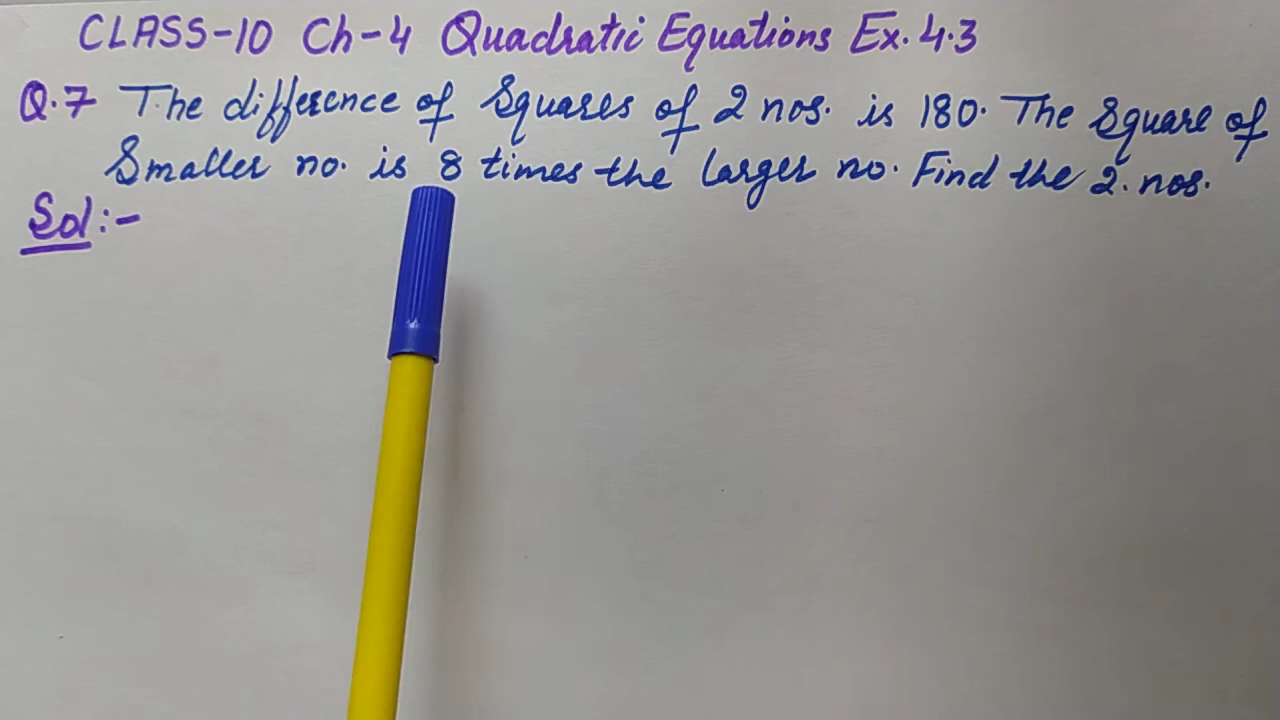 CLASS-10 Ch-4 Quadratic Equations Ex. 4.3
Q.7 The difference of Squares of 2 nos. is 180. The Square of
Smaller no. is 8 times the larger no. Find the 2. nos.
Sol:-